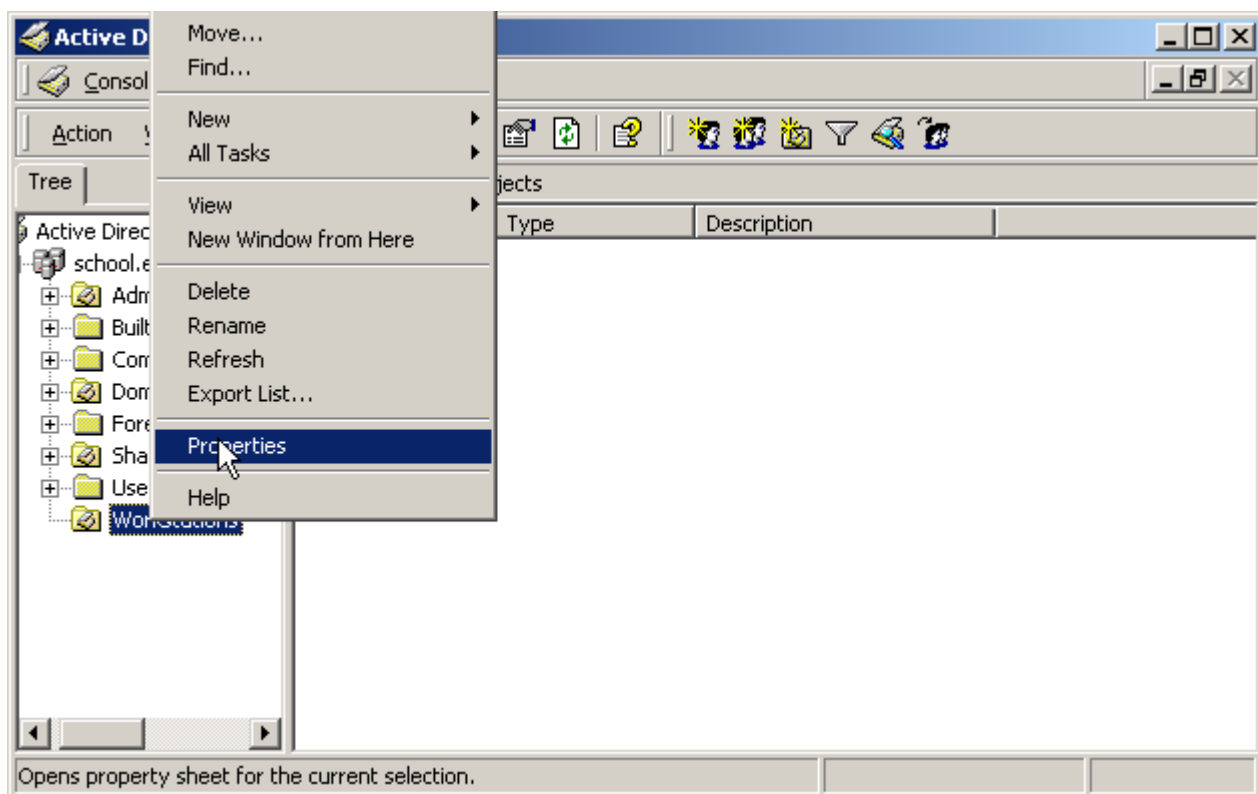 Active D
Consol
Action
Tree
jects
Type Description
Active Direc
school.e
Adm
Built
Com
Dom
Fore
Sha
Use
WorkStations
Move...
Find...
New
All Tasks
View
New Window from Here
Delete
Rename
Refresh
Export List...
Properties
Help
Opens property sheet for the current selection.